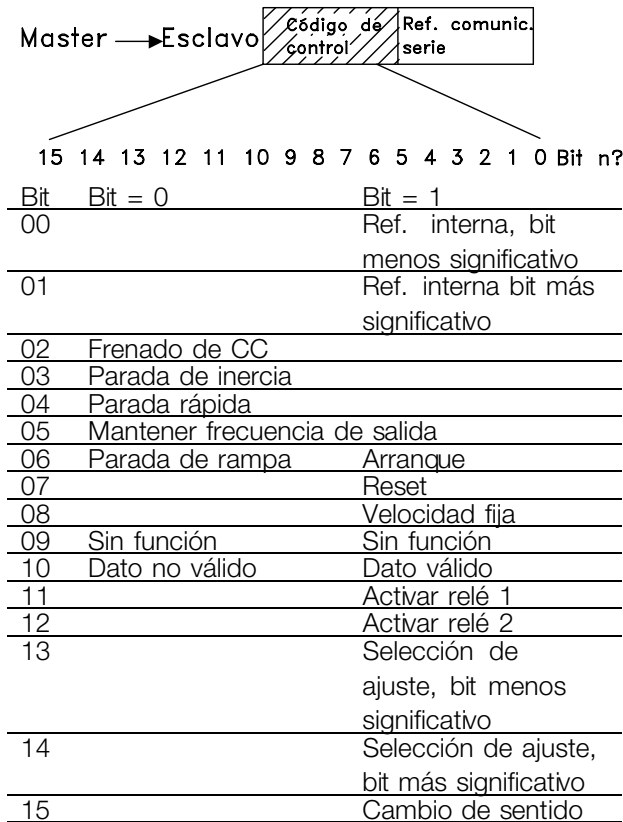 Master Esclavo Código de control Ref. comunic. serie
15 14 13 12 11 10 9 8 7 6 5 4 3 2 1 0 Bit n?
Bit Bit = 0 Bit = 1
00 Ref. interna, bit
menos significativo
01 Ref. interna bit más
significativo
02 Frenado de CC
03 Parada de inercia
04 Parada rápida
05 Mantener frecuencia de salida
06 Parada de rampa Arranque
07 Reset
08 Velocidad fija
09 Sin función Sin función
10 Dato no válido Dato válido
11 Activar relé 1
12 Activar relé 2
13 Selección de
ajuste, bit menos
significativo
14 Selección de ajuste,
bit más significativo
15 Cambio de sentido